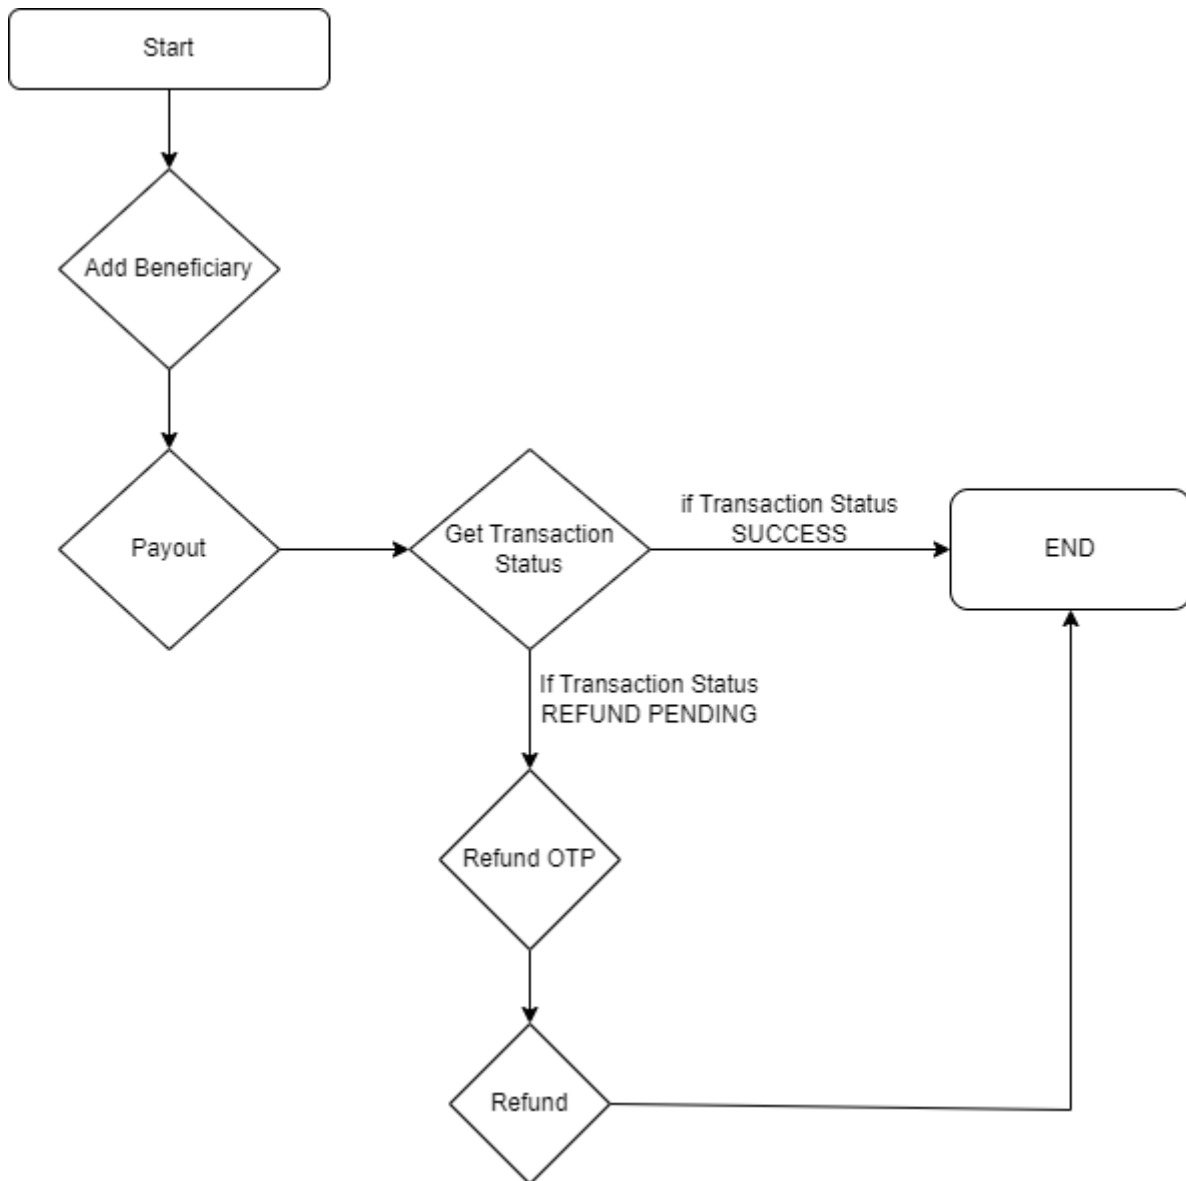 Start
Add Beneficiary
Payout
Get Transaction
Status
if Transaction Status
SUCCESS
END
If Transaction Status
REFUND PENDING
Refund OTP
Refund